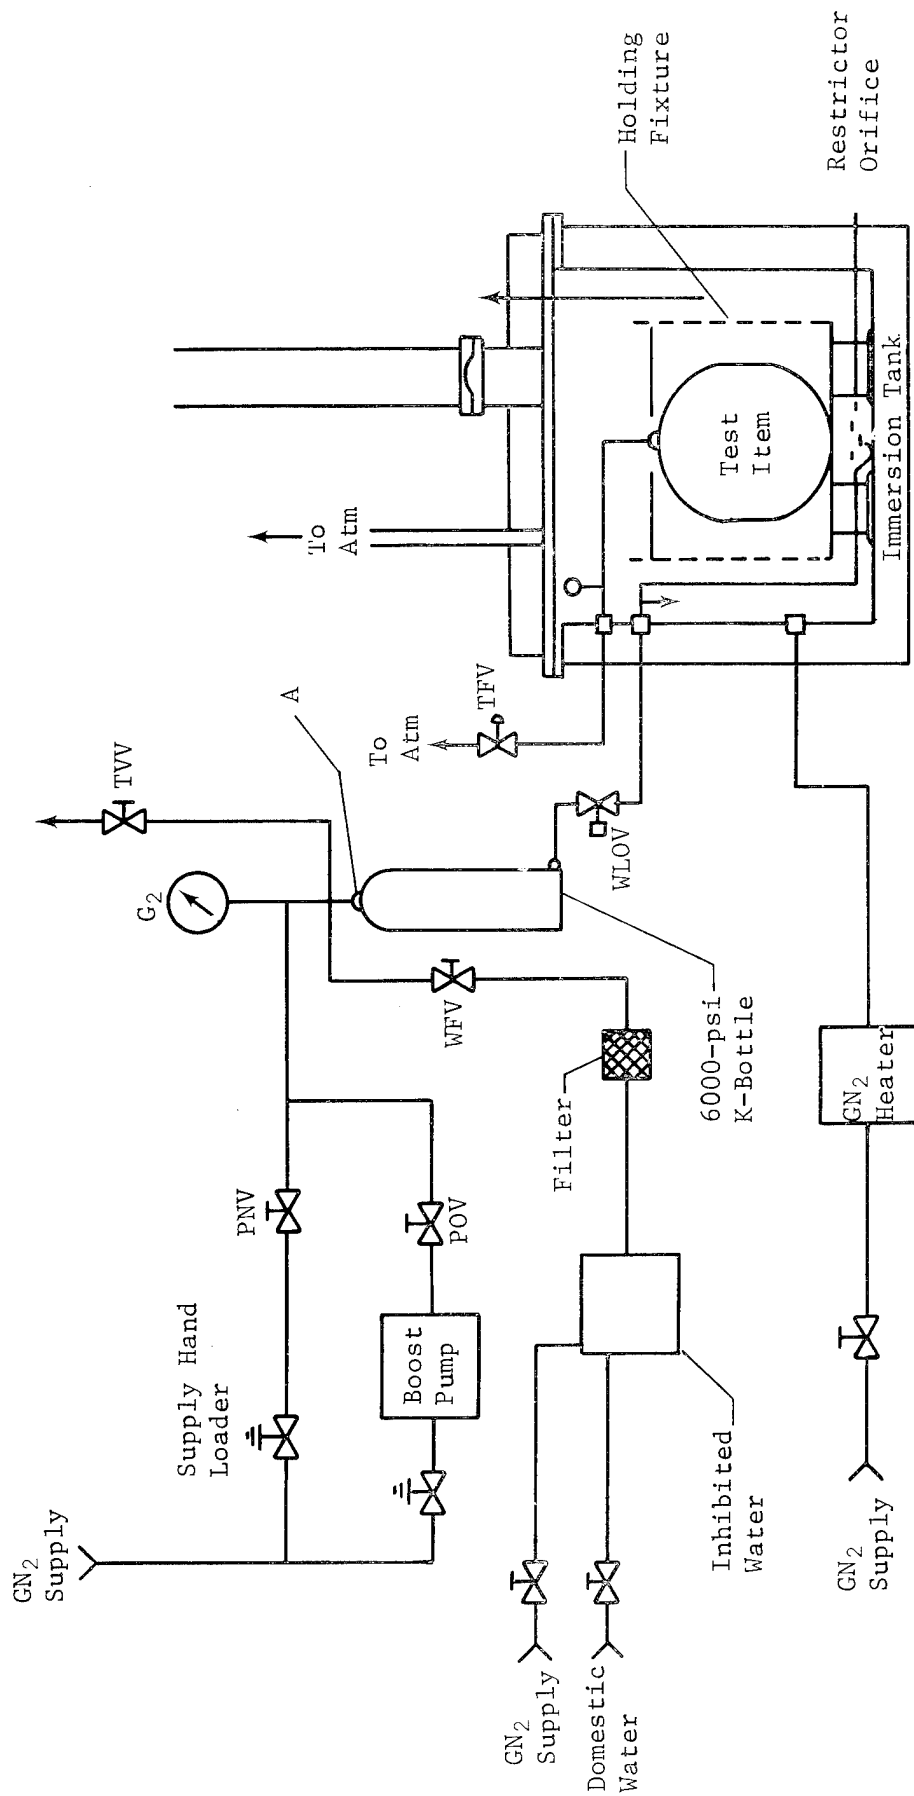 GN2
Supply
Supply Hand
Loader
PNV
G2
TVV
A
To
Atm
TFV
To
Atm
Boost
Pump
POV
WFV
WLOV
Filter
6000-psi
K-Bottle
Inhibited
Water
GN2
Supply
Domestic
Water
GN2
Supply
GN2
Heater
Test
Item
Immersion Tank
Holding
Fixture
Restrictor
Orifice